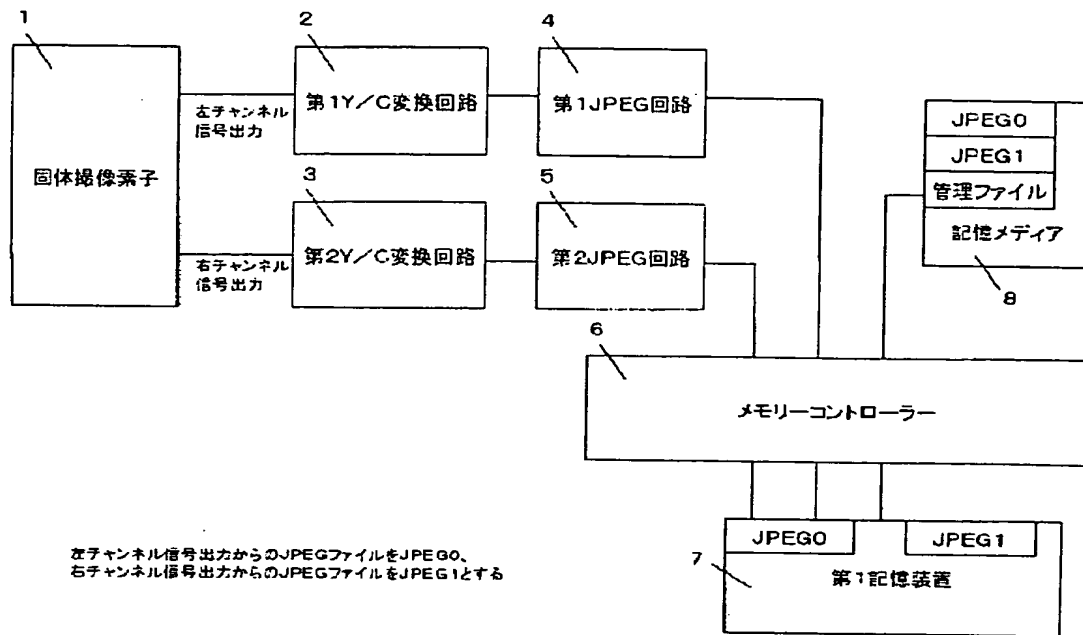 1
固体撮像素子
左チャンネル
信号出力
右チャンネル
信号出力
2
第1Y/C変換回路
3
第2Y/C変換回路
4
第1JPEG回路
5
第2JPEG回路
JPEG0
JPEG1
管理ファイル
記憶メディア
8
6
メモリーコントローラー
JPEG0
JPEG1
7
第1記憶装置
左チャンネル信号出力からのJPEGファイルをJPEG0、
右チャンネル信号出力からのJPEGファイルをJPEG1とする